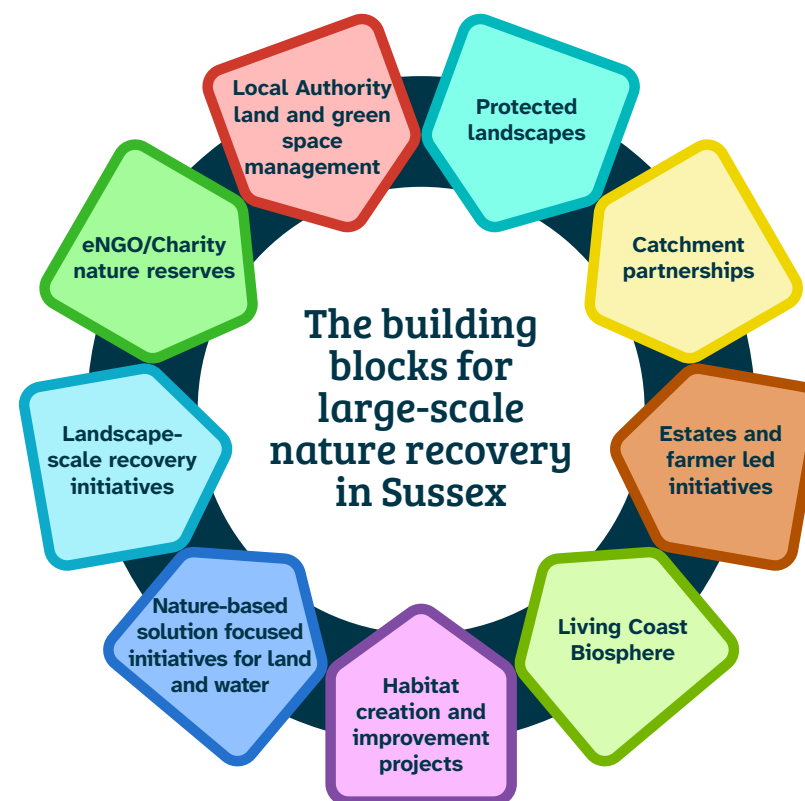 The building
blocks for
large-scale
nature recovery
in Sussex
Protected
landscapes
Catchment
partnerships
Estates and
farmer led
initiatives
Living Coast
Biosphere
Habitat
creation and
improvement
projects
Nature-based
solution focused
initiatives for land
and water
Landscape-
scale recovery
initiatives
eNGO/Charity
nature reserves
Local Authority
land and green
space
management